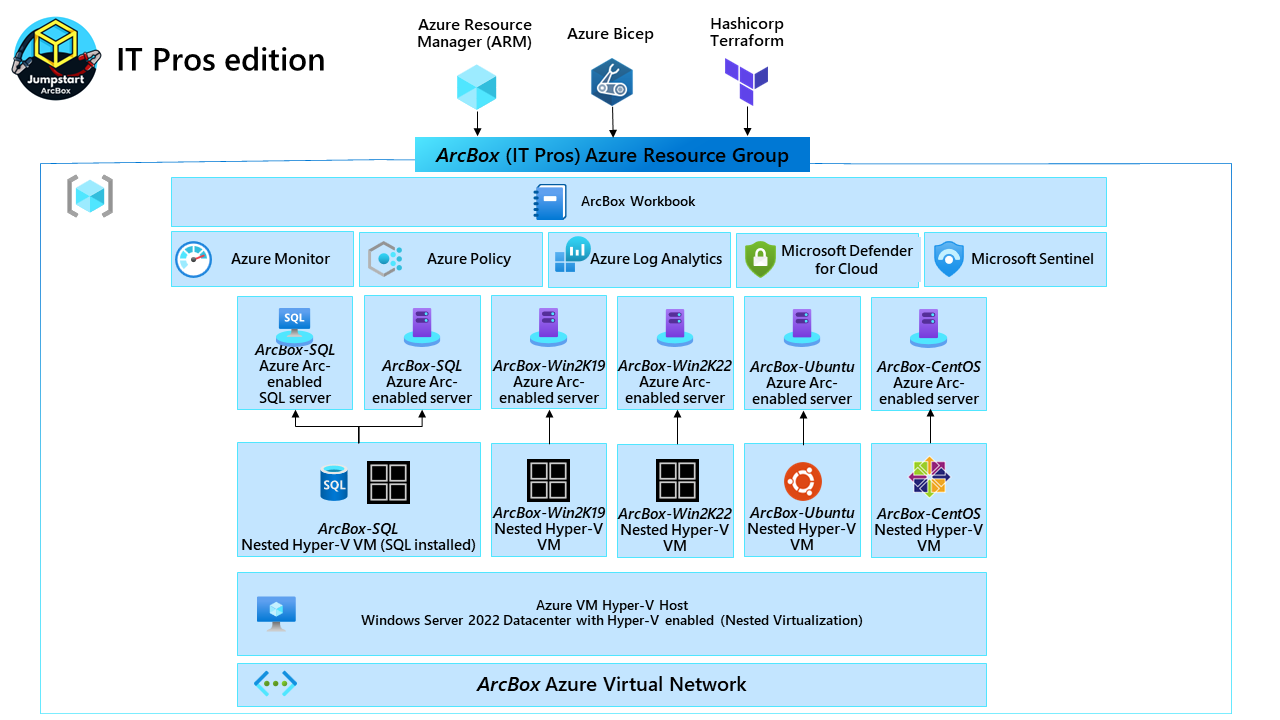 Jumpstart
ArcBox
IT Pros edition
Azure Resource
Manager (ARM)
Azure Bicep
Hashicorp
Terraform
ArcBox (IT Pros) Azure Resource Group
ArcBox Workbook
Azure Monitor
Azure Policy
Azure Log Analytics
Microsoft Defender
for Cloud
Microsoft Sentinel
SQL
ArcBox-SQL
Azure Arc-
enabled
SQL server
ArcBox-SQL
Azure Arc-
enabled server
ArcBox-Win2K19
Azure Arc-
enabled server
ArcBox-Win2K22
Azure Arc-
enabled server
ArcBox-Ubuntu
Azure Arc-
enabled server
ArcBox-CentOS
Azure Arc-
enabled server
SQL
ArcBox-SQL
Nested Hyper-V VM (SQL installed)
ArcBox-Win2K19
Nested Hyper-V
VM
ArcBox-Win2K22
Nested Hyper-V
VM
ArcBox-Ubuntu
Nested Hyper-V
VM
ArcBox-CentOS
Nested Hyper-V
VM
Azure VM Hyper-V Host
Windows Server 2022 Datacenter with Hyper-V enabled (Nested Virtualization)
ArcBox Azure Virtual Network